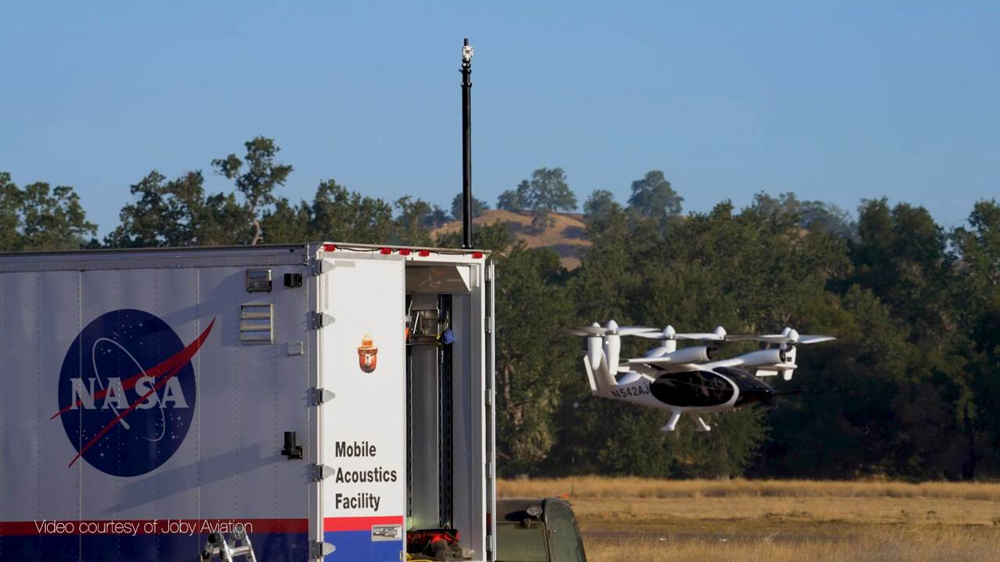 NASA
Mobile
Acoustics
Facility
N542AJ
Video courtesy of Joby Aviation